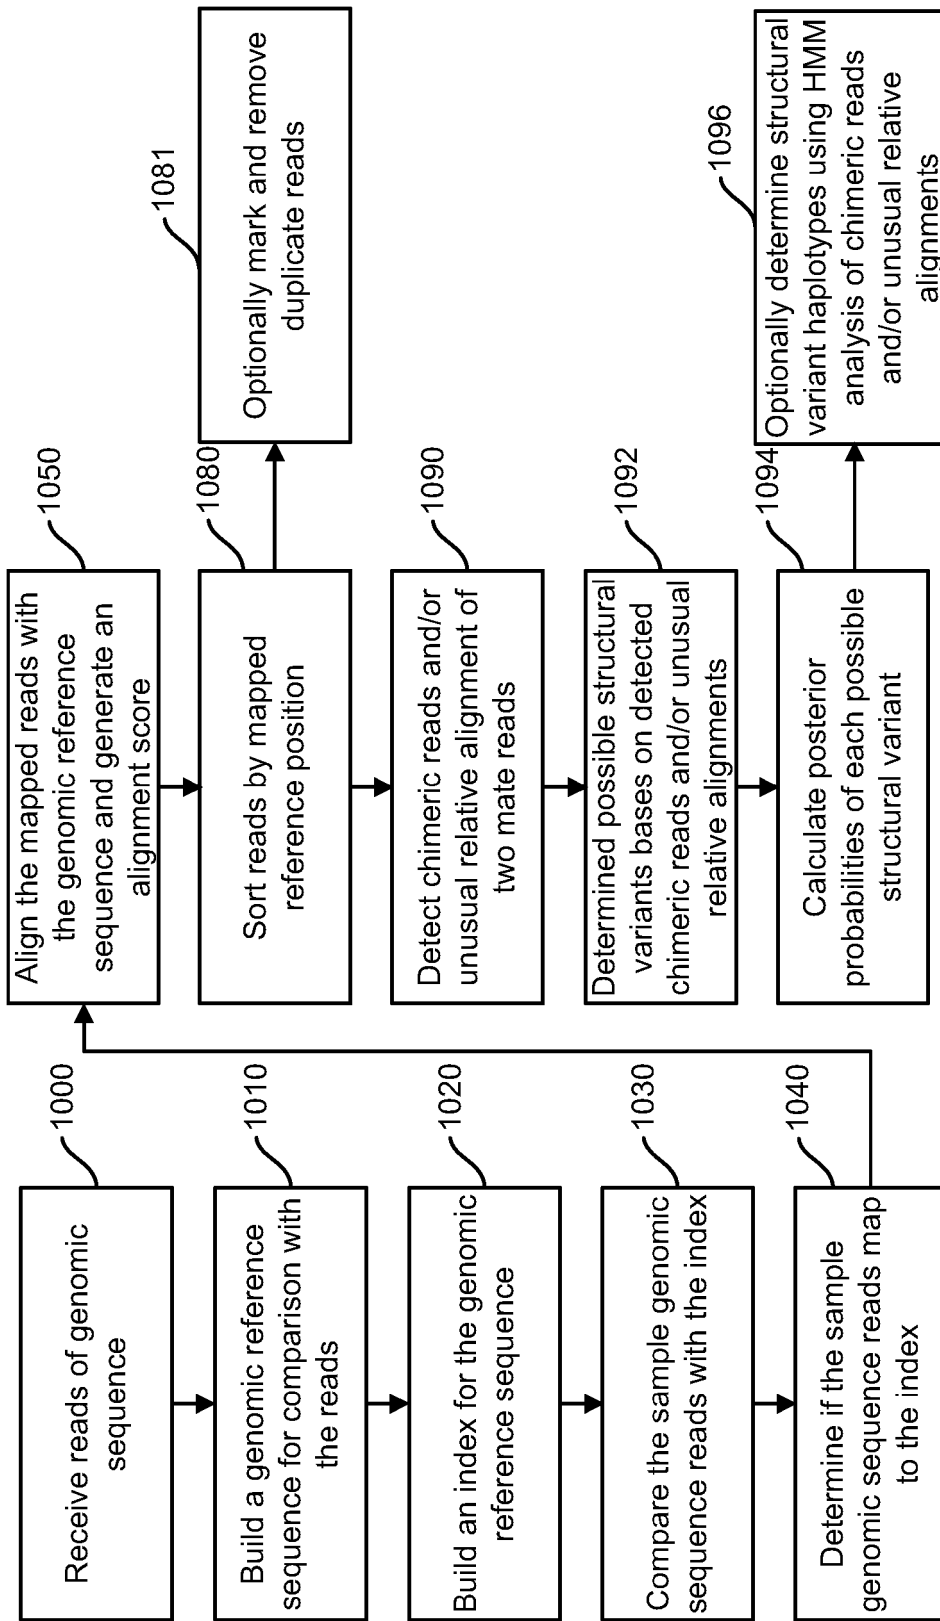 Receive reads of genomic
sequence
1000
Build a genomic reference
sequence for comparison with
the reads
1010
Build an index for the genomic
reference sequence
1020
Compare the sample genomic
sequence reads with the index
1030
Determine if the sample
genomic sequence reads map
to the index
1040
Align the mapped reads with
the genomic reference
sequence and generate an
alignment score
1050
Sort reads by mapped
reference position
1080
Optionally mark and remove
duplicate reads
1081
Detect chimeric reads and/or
unusual relative alignment of
two mate reads
1090
Determined possible structural
variants bases on detected
chimeric reads and/or unusual
relative alignments
1092
Calculate posterior
probabilities of each possible
structural variant
1094
Optionally determine structural
variant haplotypes using HMM
analysis of chimeric reads
and/or unusual relative
alignments
1096